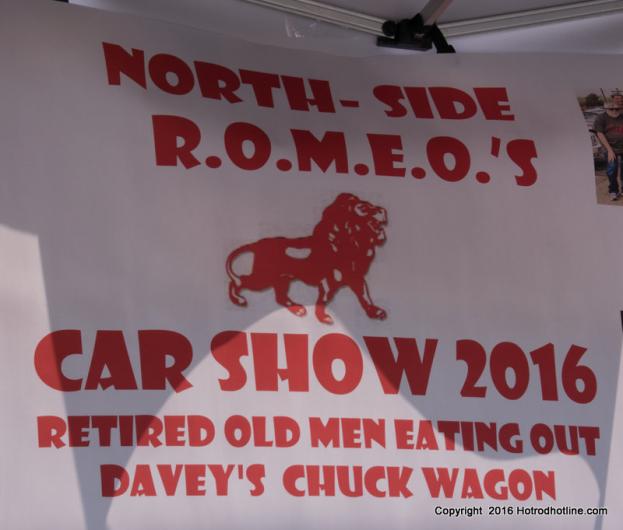 NORTH- SIDE
R.O.M.E.O.'S
CAR SHOW 2016
RETIRED OLD MEN EATING OUT
DAVEY'S CHUCK WAGON
Copyright 2016 Hotrodhotline.com